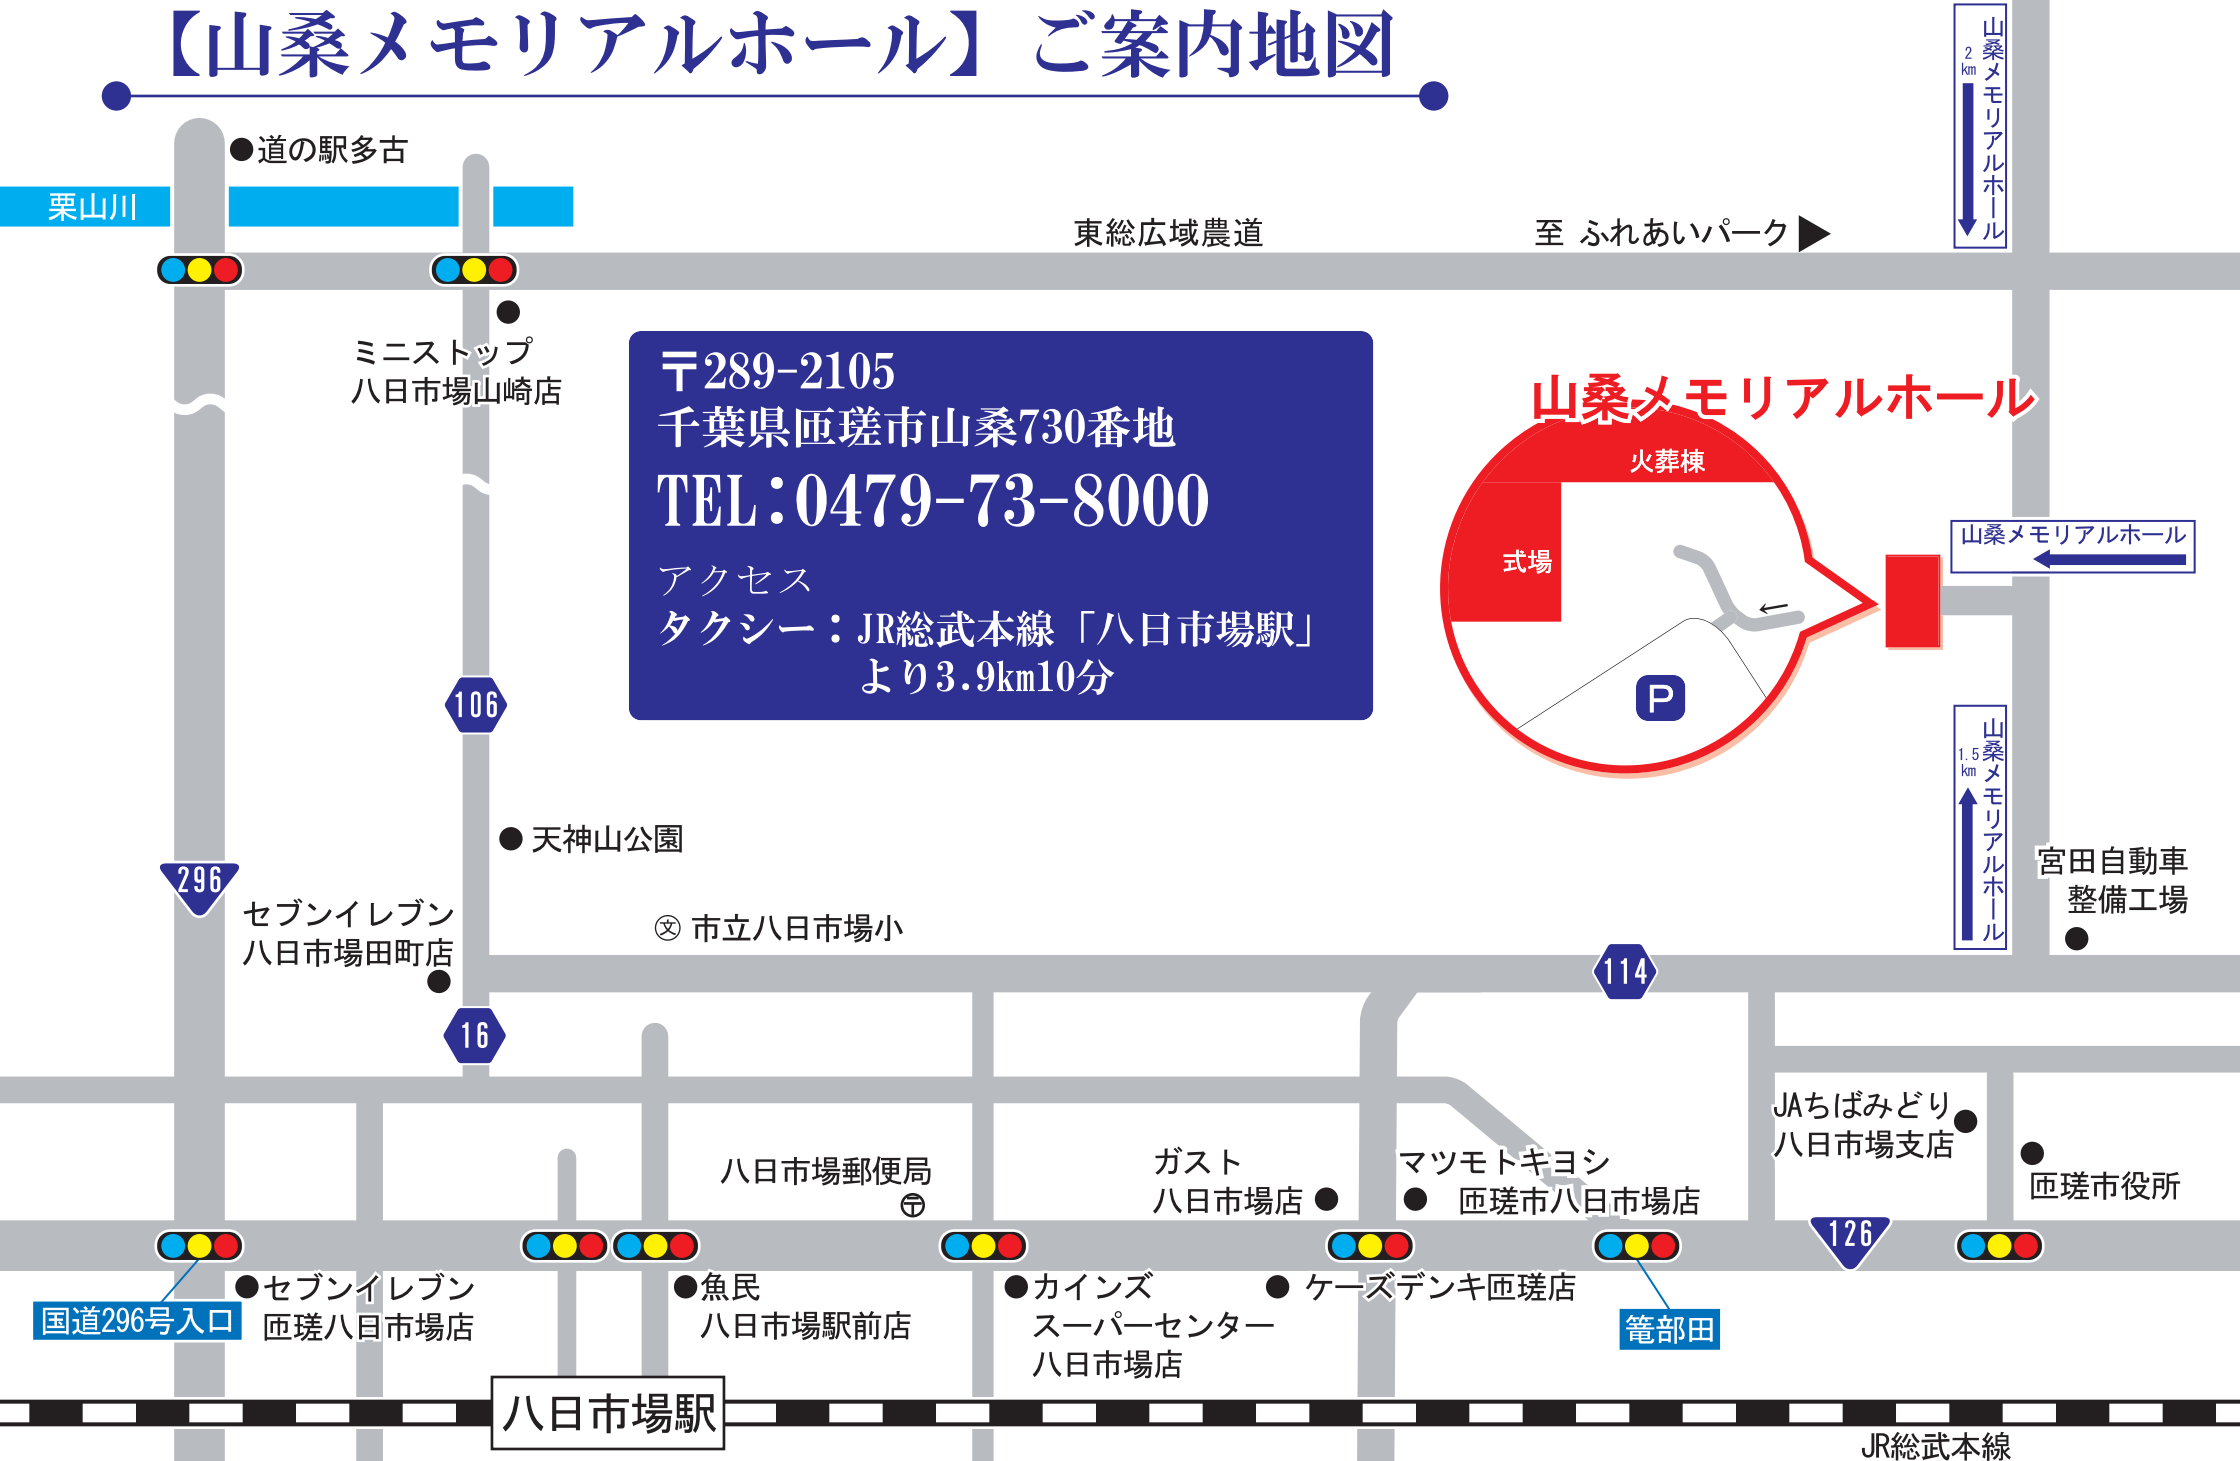 【山桑メモリアルホール】ご案内地図
山桑メモリアルホール
2km
道の駅多古
栗山川
東総広域農道
至 ふれあいパーク
ミニストップ
八日市場山崎店
〒289-2105
千葉県匝瑳市山桑730番地
TEL:0479-73-8000
アクセス
タクシー：JR総武本線「八日市場駅」
より3.9km10分
山桑メモリアルホール
火葬棟
式場
P
山桑メモリアルホール
106
山桑メモリアルホール
1.5km
天神山公園
296
セブンイレブン
八日市場田町店
文 市立八日市場小
宮田自動車
整備工場
114
16
JAちばみどり
八日市場支店
八日市場郵便局
〒
ガスト
八日市場店
マツモトキヨシ
匝瑳市八日市場店
匝瑳市役所
126
セブンイレブン
匝瑳八日市場店
国道296号入口
魚民
八日市場駅前店
カインズ
スーパーセンター
八日市場店
ケーズデンキ匝瑳店
篭部田
八日市場駅
JR総武本線